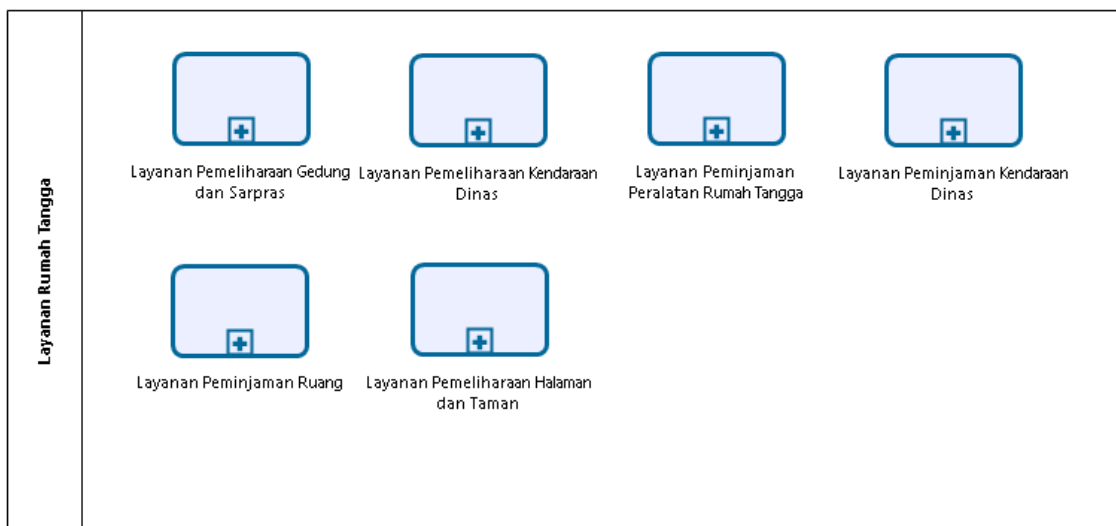 Layanan Rumah Tangga
Layanan Pemeliharaan Gedung
dan Sarpras
Layanan Pemeliharaan Kendaraan
Dinas
Layanan Peminjaman
Peralatan Rumah Tangga
Layanan Peminjaman Kendaraan
Dinas
Layanan Peminjaman Ruang
Layanan Pemeliharaan Halaman
dan Taman